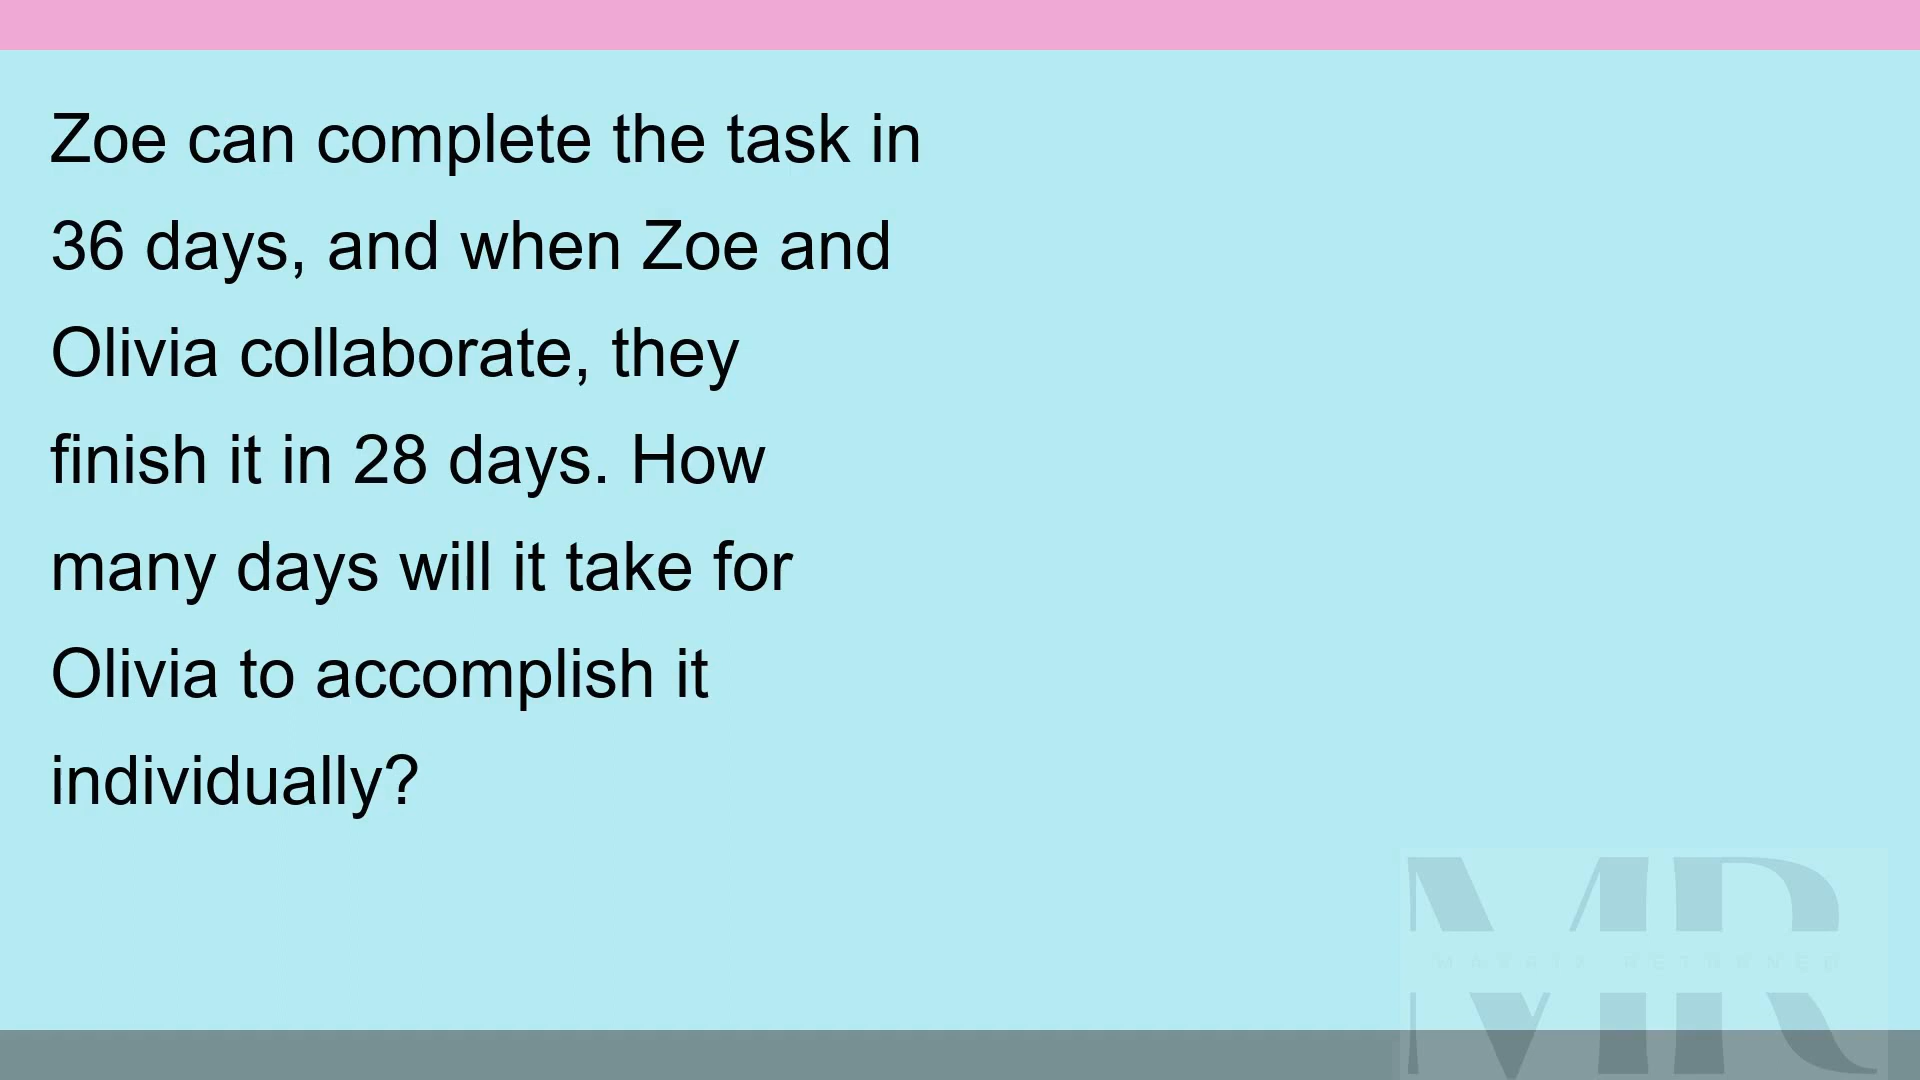 Zoe can complete the task in
36 days, and when Zoe and
Olivia collaborate, they
finish it in 28 days. How
many days will it take for
Olivia to accomplish it
individually?
MR